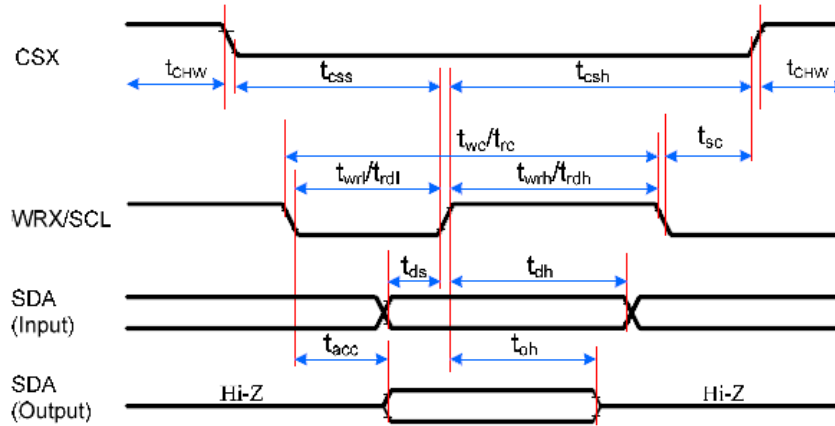 CSX
tCHW
tcss
tcsh
tCHW
twc/trc
tsc
twrl/trdl
twrh/trdh
WRX/SCL
tds
tdh
SDA
(Input)
tacc
toh
SDA
(Output)
Hi-Z
Hi-Z